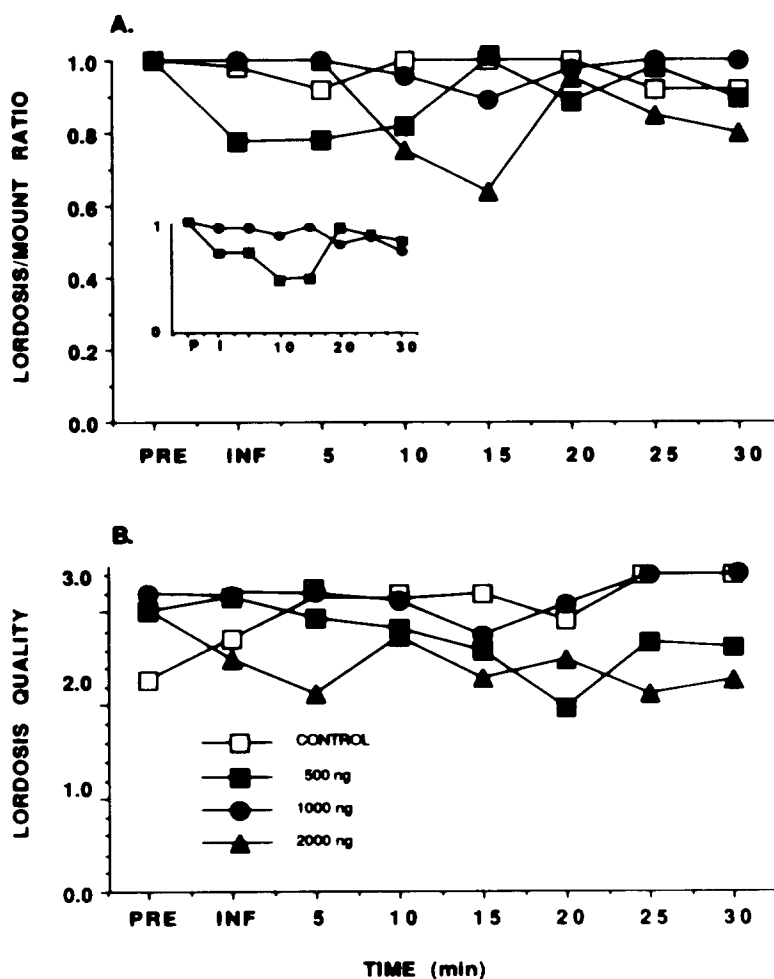 A.
LORDOSIS/MOUNT RATIO
1.0
0.8
0.6
0.4
0.2
0.0
1
0
P I 10 20 30
PRE INF 5 10 15 20 25 30
B.
LORDOSIS QUALITY
3.0
2.0
1.0
0.0
CONTROL
500 ng
1000 ng
2000 ng
PRE INF 5 10 15 20 25 30
TIME (min)